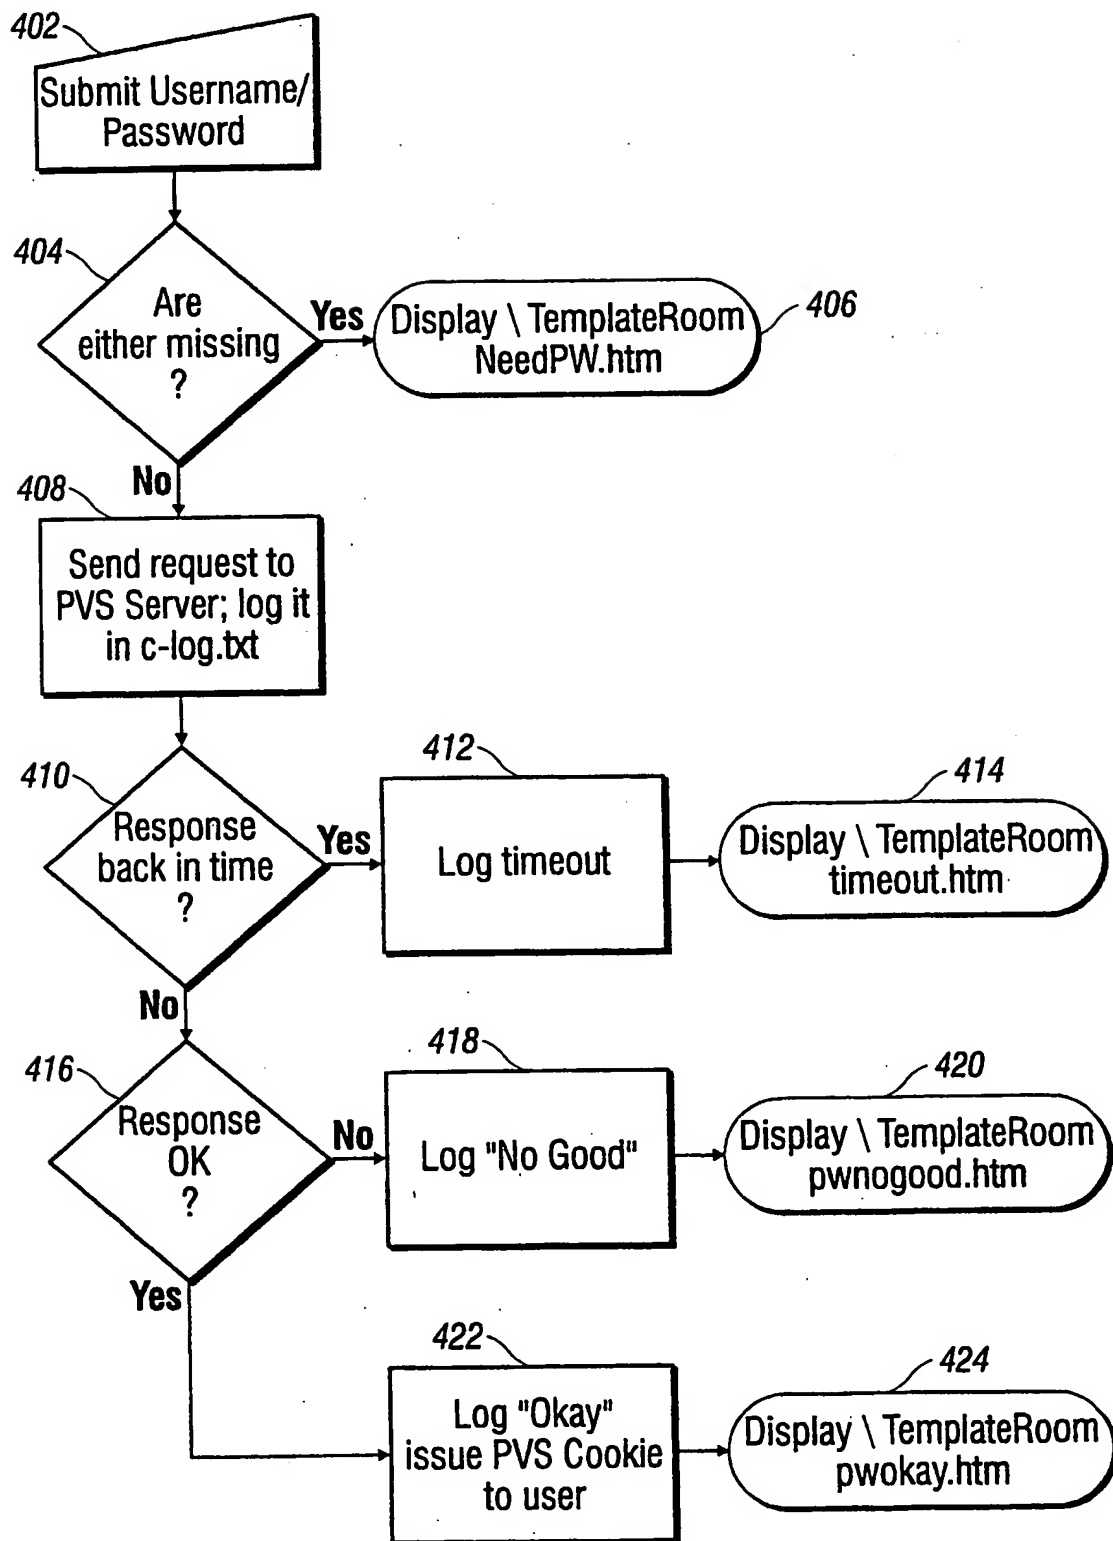 402
Submit Username/
Password
404
Are
either missing
?
Yes
Display \ TemplateRoom
NeedPW.htm
406
No
408
Send request to
PVS Server; log it
in c-log.txt
410
Response
back in time
?
Yes
412
Log timeout
414
Display \ TemplateRoom
timeout.htm
No
416
Response
OK
?
No
418
Log "No Good"
420
Display \ TemplateRoom
pwnogood.htm
Yes
422
Log "Okay"
issue PVS Cookie
to user
424
Display \ TemplateRoom
pwokay.htm